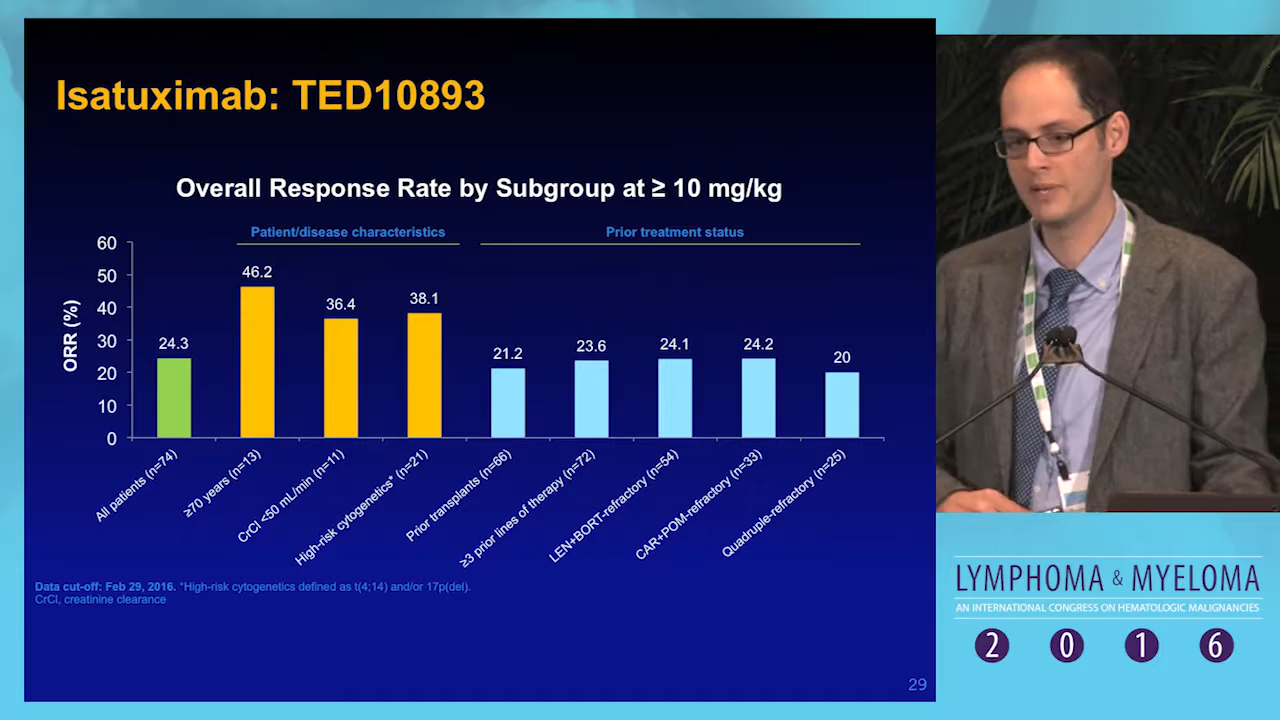 Isatuximab: TED10893
Overall Response Rate by Subgroup at ≥ 10 mg/kg
Patient/disease characteristics
Prior treatment status
ORR (%)
60
50
40
30
20
10
0
24.3
46.2
36.4
38.1
21.2
23.6
24.1
24.2
20
All patients (n=74)
≥70 years (n=13)
CrCl <50 mL/min (n=11)
High-risk cytogenetics* (n=21)
Prior transplants (n=66)
≥3 prior lines of therapy (n=72)
LEN+BORT-refractory (n=54)
CAR+POM-refractory (n=33)
Quadruple-refractory (n=25)
Data cut-off: Feb 29, 2016. *High-risk cytogenetics defined as t(4;14) and/or 17p(del).
CrCl, creatinine clearance
29
LYMPHOMA & MYELOMA
AN INTERNATIONAL CONGRESS ON HEMATOLOGIC MALIGNANCIES
2 0 1 6